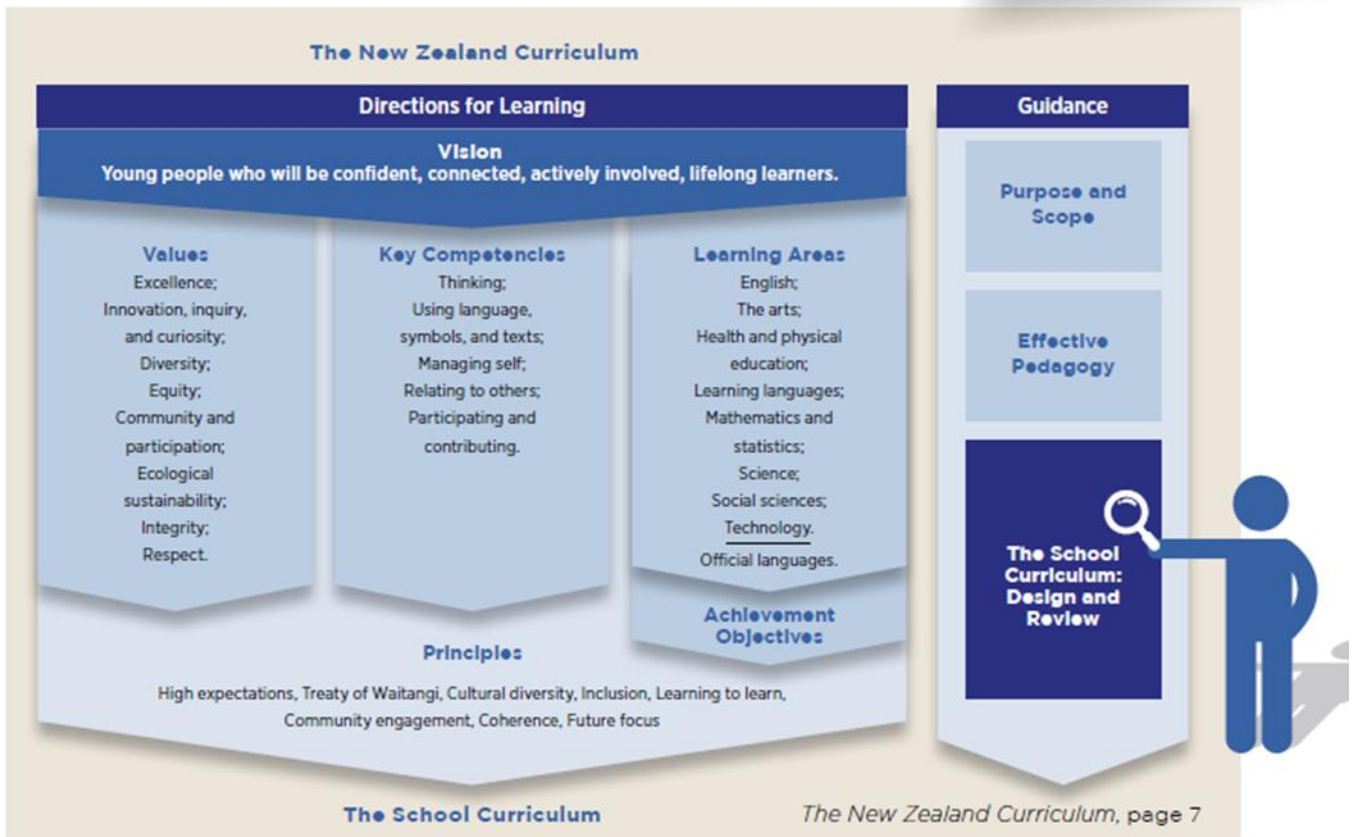 The New Zealand Curriculum
Directions for Learning
Vision
Young people who will be confident, connected, actively involved, lifelong learners.
Values
Excellence;
Innovation, inquiry,
and curiosity;
Diversity;
Equity;
Community and
participation;
Ecological
sustainability;
Integrity;
Respect.
Key Competencies
Thinking;
Using language,
symbols, and texts;
Managing self;
Relating to others;
Participating and
contributing.
Learning Areas
English;
The arts;
Health and physical
education;
Learning languages;
Mathematics and
statistics;
Science;
Social sciences;
Technology.
Official languages.
Achievement
Objectives
Principles
High expectations, Treaty of Waitangi, Cultural diversity, Inclusion, Learning to learn,
Community engagement, Coherence, Future focus
The School Curriculum
Guidance
Purpose and
Scope
Effective
Pedagogy
The School
Curriculum:
Design and
Review
The New Zealand Curriculum, page 7